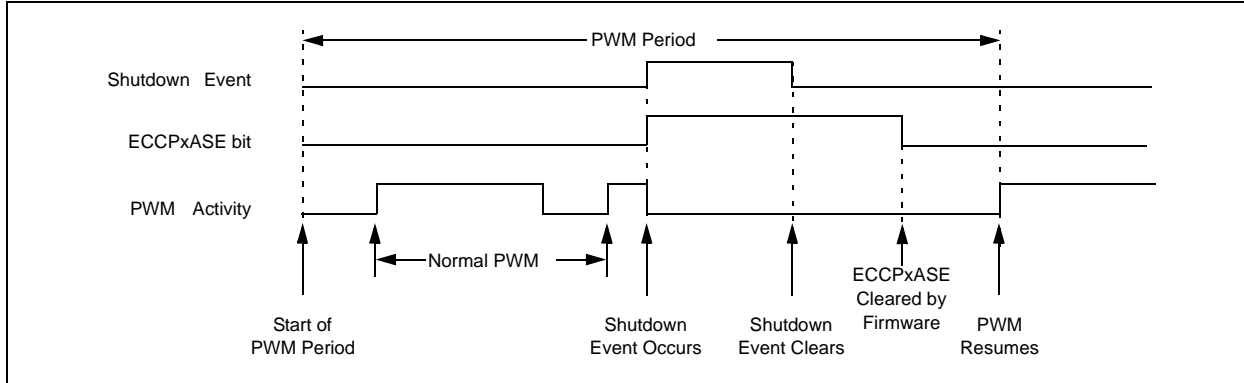 PWM Period
Shutdown Event
ECCPxASE bit
PWM Activity
Normal PWM
Start of
PWM Period
Shutdown
Event Occurs
Shutdown
Event Clears
ECCPxASE
Cleared by
Firmware
PWM
Resumes